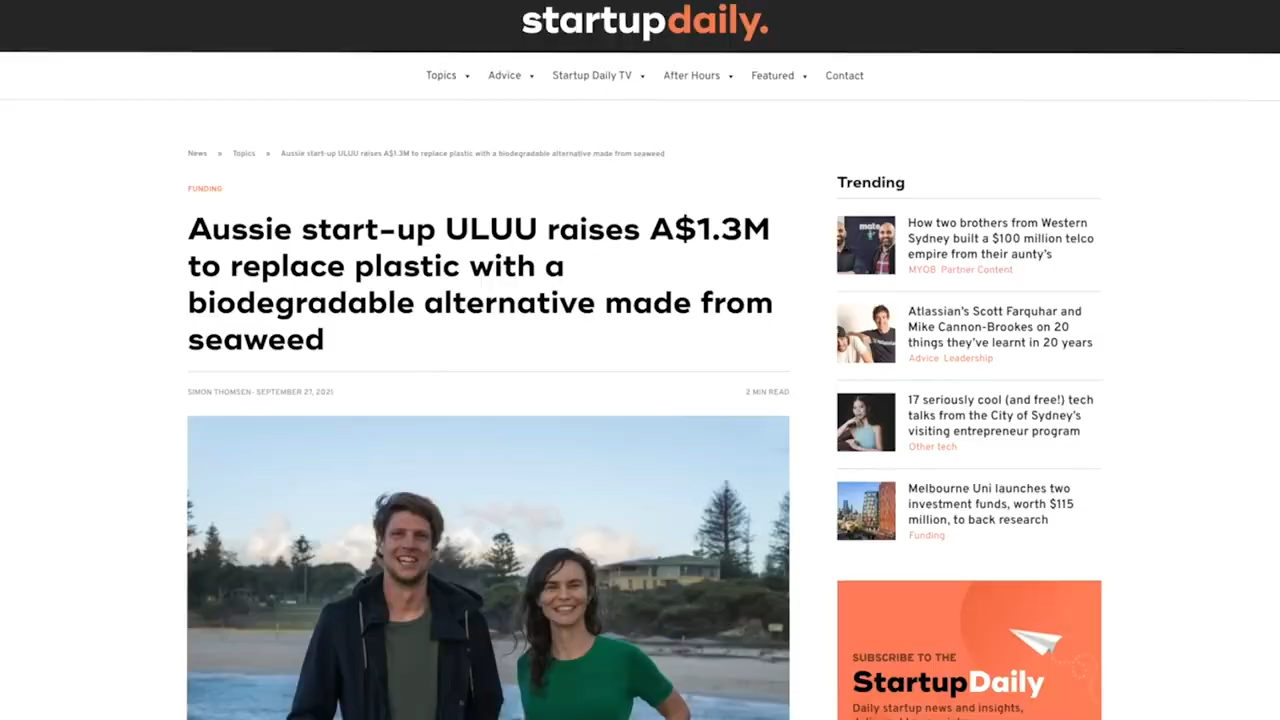 startupdaily.
Topics
Advice
Startup Daily TV
After Hours
Featured
Contact
News » Topics » Aussie start-up ULUU raises A$1.3M to replace plastic with a biodegradable alternative made from seaweed
FUNDING
Aussie start-up ULUU raises A$1.3M
to replace plastic with a
biodegradable alternative made from
seaweed
SIMON THOMSEN- SEPTEMBER 27, 2021
2 MIN READ
Trending
mate
How two brothers from Western
Sydney built a $100 million telco
empire from their aunty's
MYOB Partner Content
Atlassian's Scott Farquhar and
Mike Cannon-Brookes on 20
things they've learnt in 20 years
Advice Leadership
17 seriously cool (and free!) tech
talks from the City of Sydney's
visiting entrepreneur program
Other tech
Melbourne Uni launches two
investment funds, worth $115
million, to back research
Funding
SUBSCRIBE TO THE
StartupDaily
Daily startup news and insights,